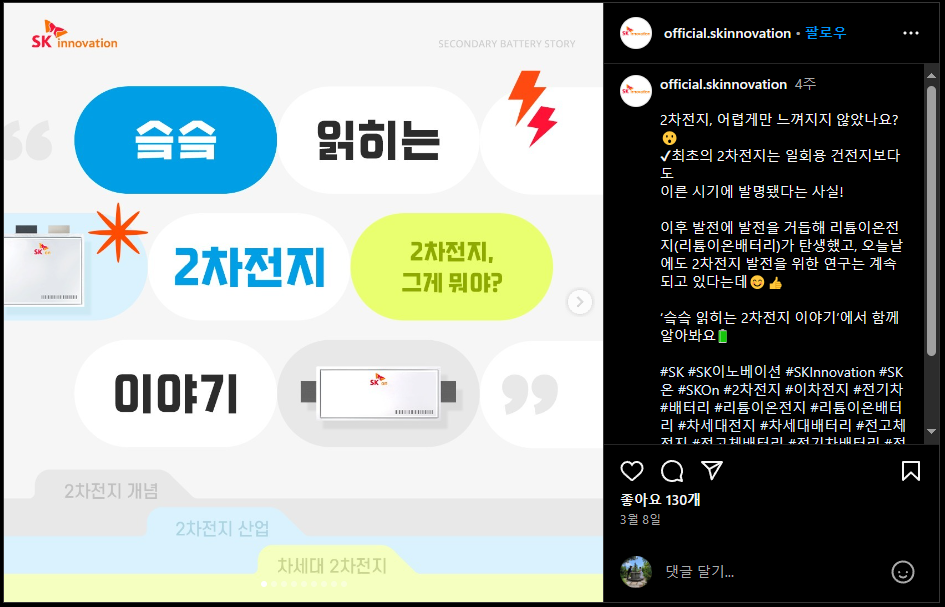 SK innovation
SECONDARY BATTERY STORY
슼슼
읽히는
SK on
2차전지
2차전지,
그게 뭐야?
이야기
SK on
2차전지 개념
2차전지 산업
차세대 2차전지
official.skinnovation • 팔로우
official.skinnovation 4주
2차전지, 어렵게만 느껴지지 않았나요?
😮
✔최초의 2차전지는 일회용 건전지보다
도
이른 시기에 발명됐다는 사실!
이후 발전에 발전을 거듭해 리튬이온전
지(리튬이온배터리)가 탄생했고, 오늘날
에도 2차전지 발전을 위한 연구는 계속
되고 있다는데😊👍
‘슼슼 읽히는 2차전지 이야기’에서 함께
알아봐요🔋
#SK #SK이노베이션 #SKInnovation #SK
온 #SKOn #2차전지 #이차전지 #전기차
#배터리 #리튬이온전지 #리튬이온배터
리 #차세대전지 #차세대배터리 #전고체
전지 #전고체배터리 #전기차배터리 #전
좋아요 130개
3월 8일
댓글 달기...